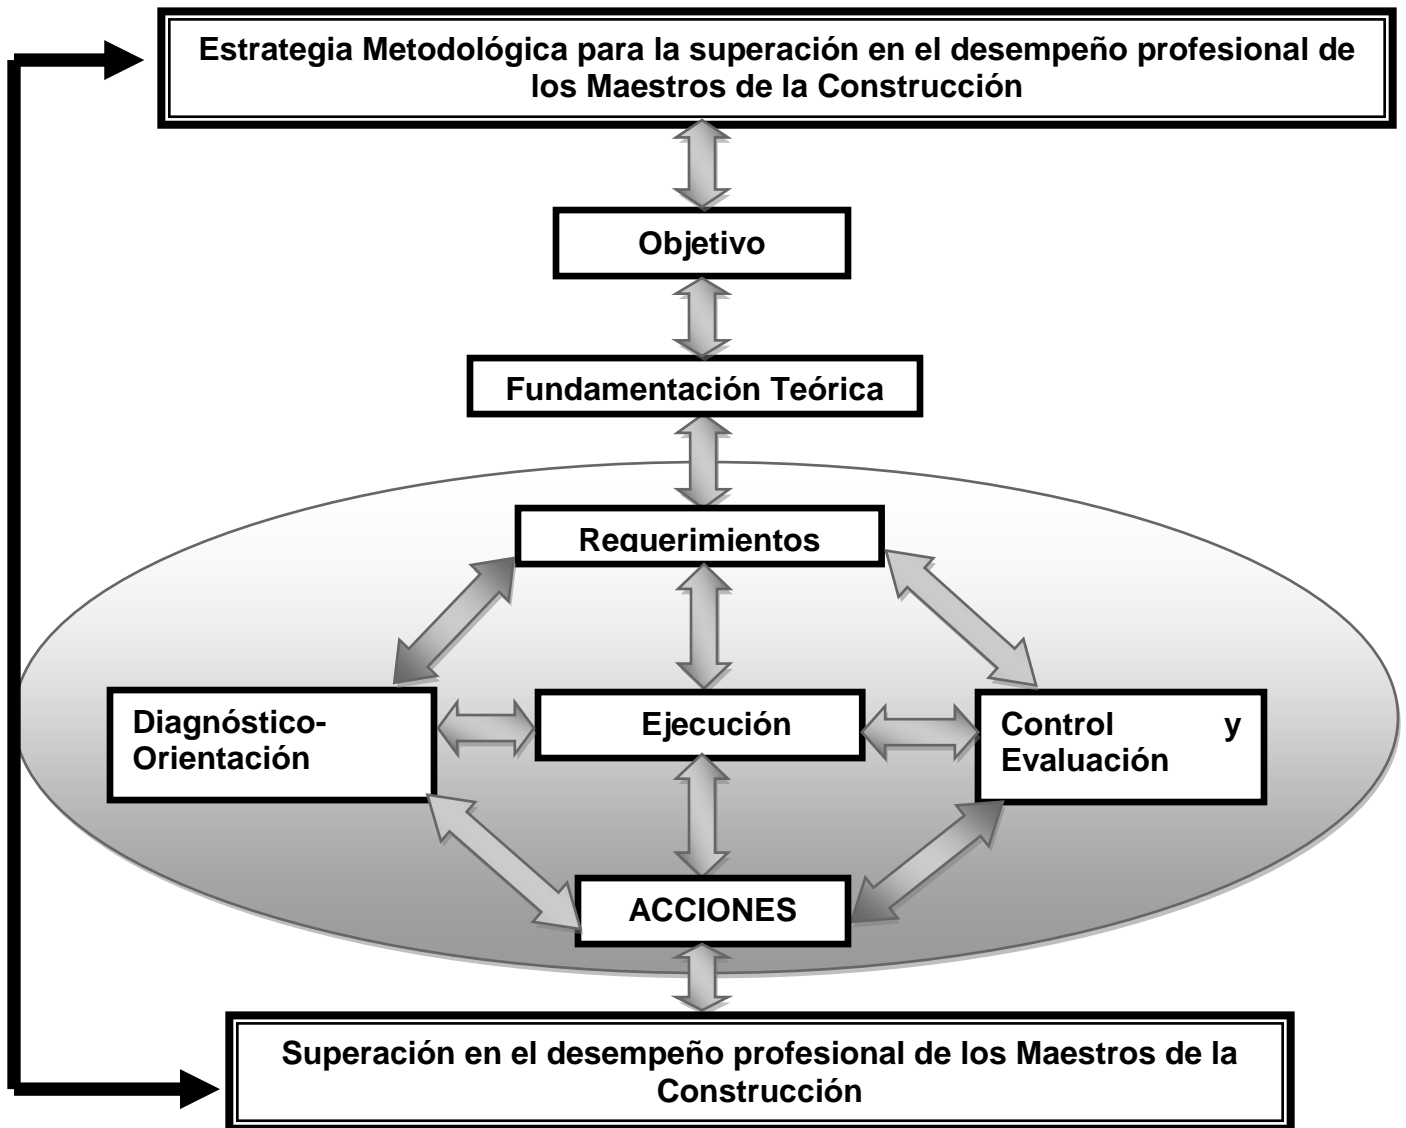 Estrategia Metodológica para la superación en el desempeño profesional de
los Maestros de la Construcción
Objetivo
Fundamentación Teórica
Requerimientos
Diagnóstico-
Orientación
Ejecución
Control y
Evaluación
ACCIONES
Superación en el desempeño profesional de los Maestros de la
Construcción